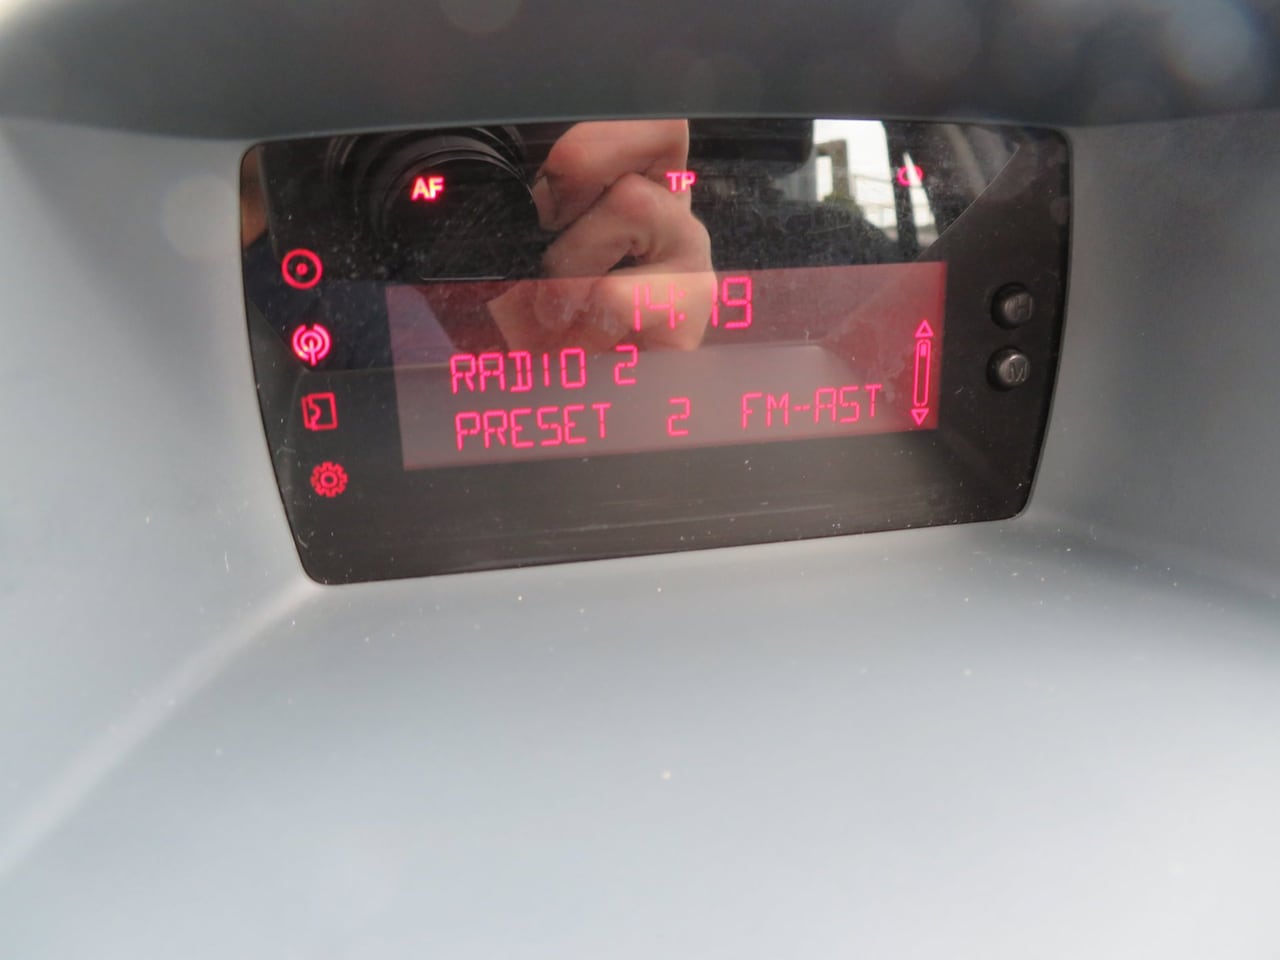 AF TP
14:19
H
RADIO 2
M
PRESET 2 FM-AST